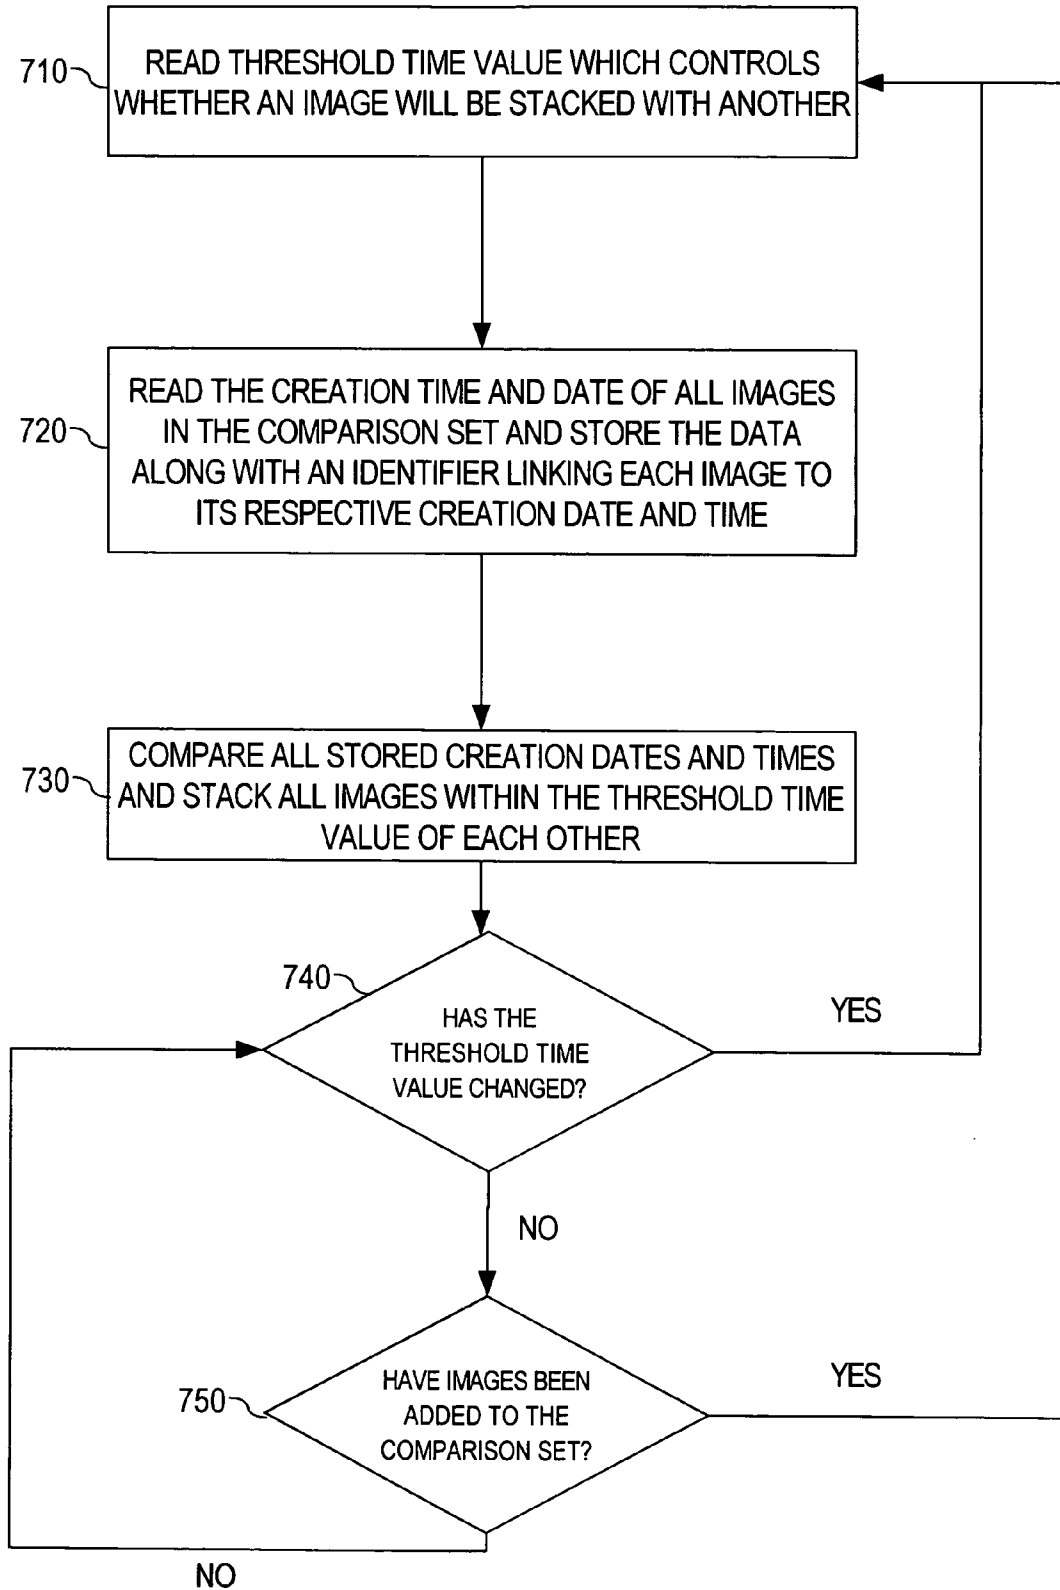 710
READ THRESHOLD TIME VALUE WHICH CONTROLS
WHETHER AN IMAGE WILL BE STACKED WITH ANOTHER
720
READ THE CREATION TIME AND DATE OF ALL IMAGES
IN THE COMPARISON SET AND STORE THE DATA
ALONG WITH AN IDENTIFIER LINKING EACH IMAGE TO
ITS RESPECTIVE CREATION DATE AND TIME
730
COMPARE ALL STORED CREATION DATES AND TIMES
AND STACK ALL IMAGES WITHIN THE THRESHOLD TIME
VALUE OF EACH OTHER
740
HAS THE
THRESHOLD TIME
VALUE CHANGED?
YES
NO
750
HAVE IMAGES BEEN
ADDED TO THE
COMPARISON SET?
YES
NO